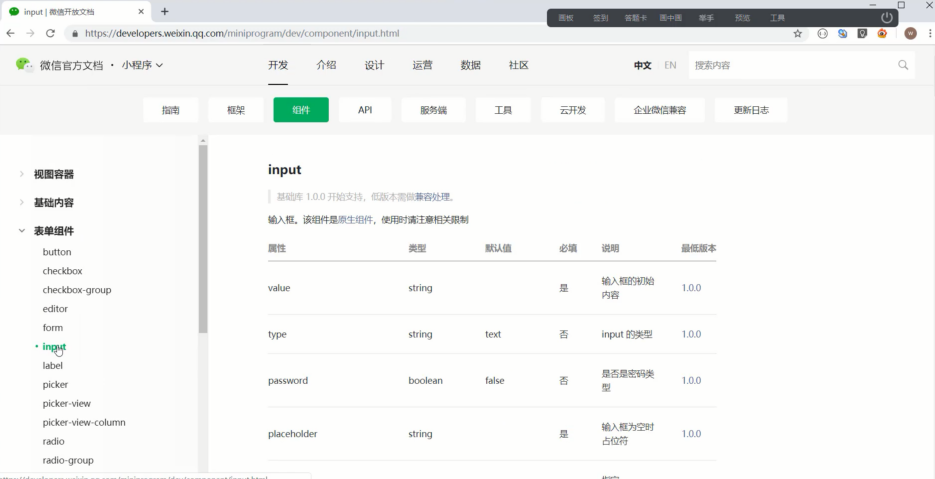 input | 微信开放文档
画板 签到 答题卡 画中画 举手 预览 工具
https://developers.weixin.qq.com/miniprogram/dev/component/input.html
微信官方文档 · 小程序
开发 介绍 设计 运营 数据 社区
中文 EN 搜索内容
指南 框架 组件 API 服务端 工具 云开发 企业微信兼容 更新日志
视图容器
基础内容
表单组件
button
checkbox
checkbox-group
editor
form
input
label
picker
picker-view
picker-view-column
radio
radio-group
input
基础库 1.0.0 开始支持，低版本需做兼容处理。
输入框。该组件是原生组件，使用时请注意相关限制
属性 类型 默认值 必填 说明 最低版本
value string 是 输入框的初始
内容 1.0.0
type string text 否 input 的类型 1.0.0
password boolean false 否 是否是密码类
型 1.0.0
placeholder string 是 输入框为空时
占位符 1.0.0